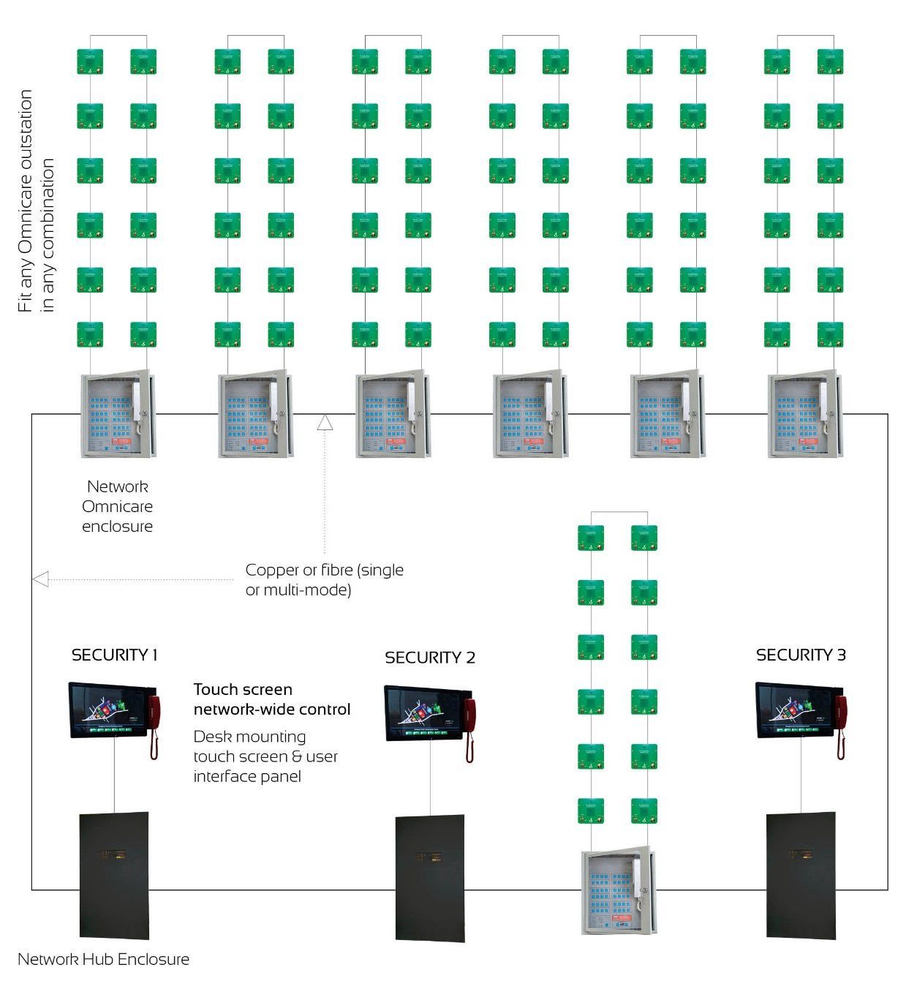 Fit any Omnicare outstation
in any combination
Network
Omnicare
enclosure
Copper or fibre (single
or multi-mode)
SECURITY 1
SECURITY 2
SECURITY 3
Touch screen
network-wide control
Desk mounting
touch screen & user
interface panel
Network Hub Enclosure